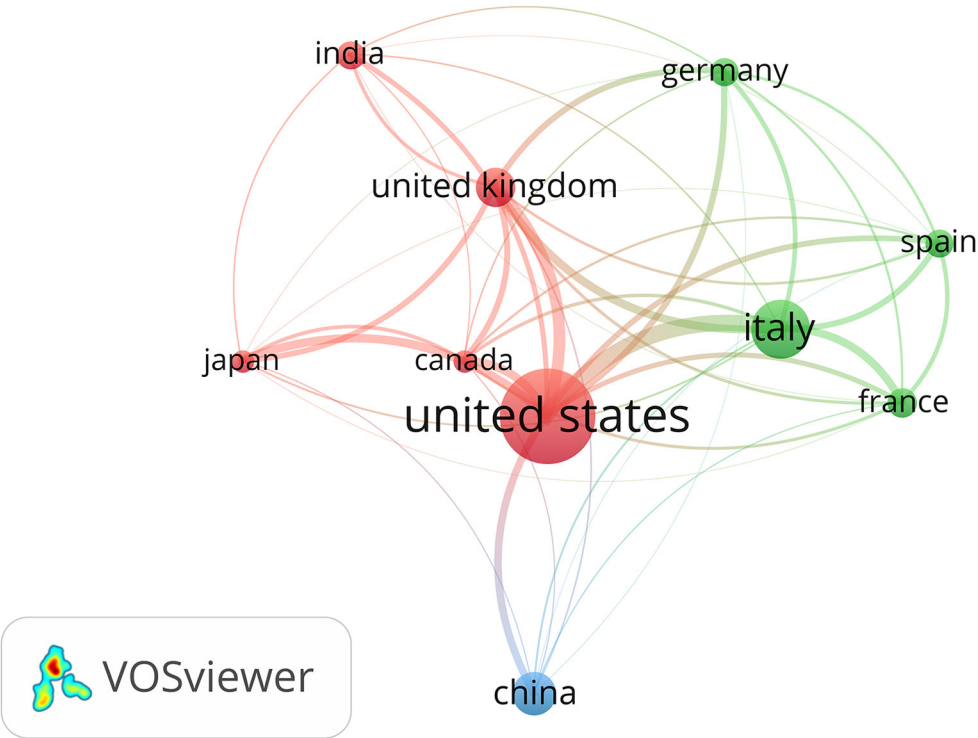 india
germany
united kingdom
spain
italy
japan
canada
france
united states
china
VOSviewer